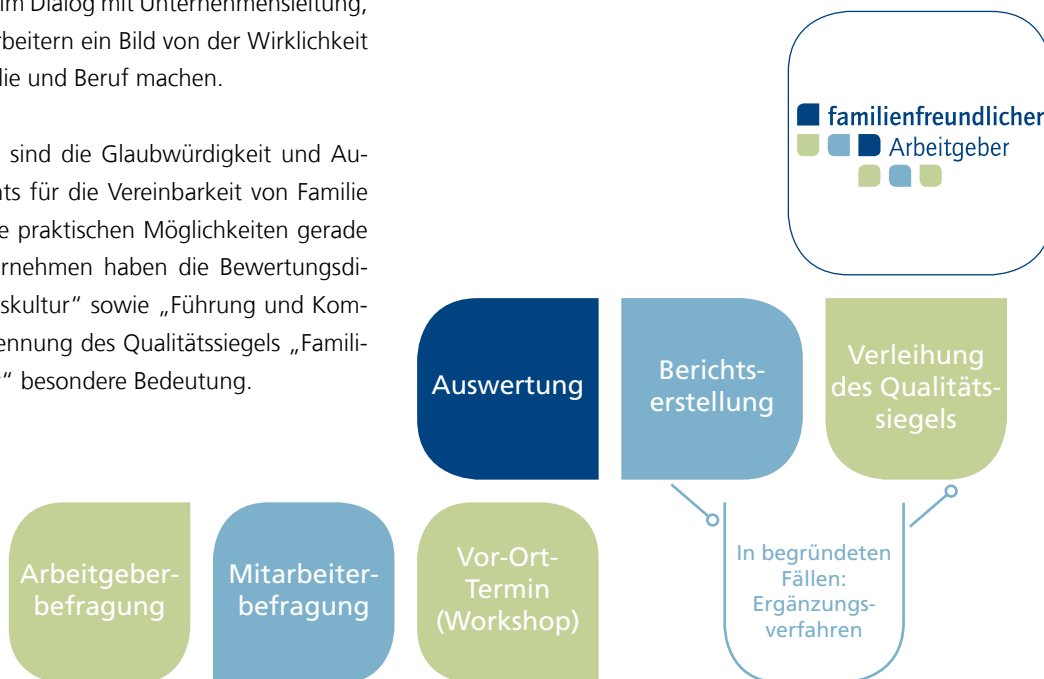 im Dialog mit Unternehmensleitung,
arbeitern ein Bild von der Wirklichkeit
lie und Beruf machen.
sind die Glaubwürdigkeit und Au-
nts für die Vereinbarkeit von Familie
e praktischen Möglichkeiten gerade
ernehmen haben die Bewertungsdi-
skultur“ sowie „Führung und Kom-
ennung des Qualitätssiegels „Famili-
“ besondere Bedeutung.
familienfreundlicher
Arbeitgeber
Auswertung
Berichts-
erstellung
Verleihung
des Qualitäts-
siegels
Arbeitgeber-
befragung
Mitarbeiter-
befragung
Vor-Ort-
Termin
(Workshop)
In begründeten
Fällen:
Ergänzungs-
verfahren